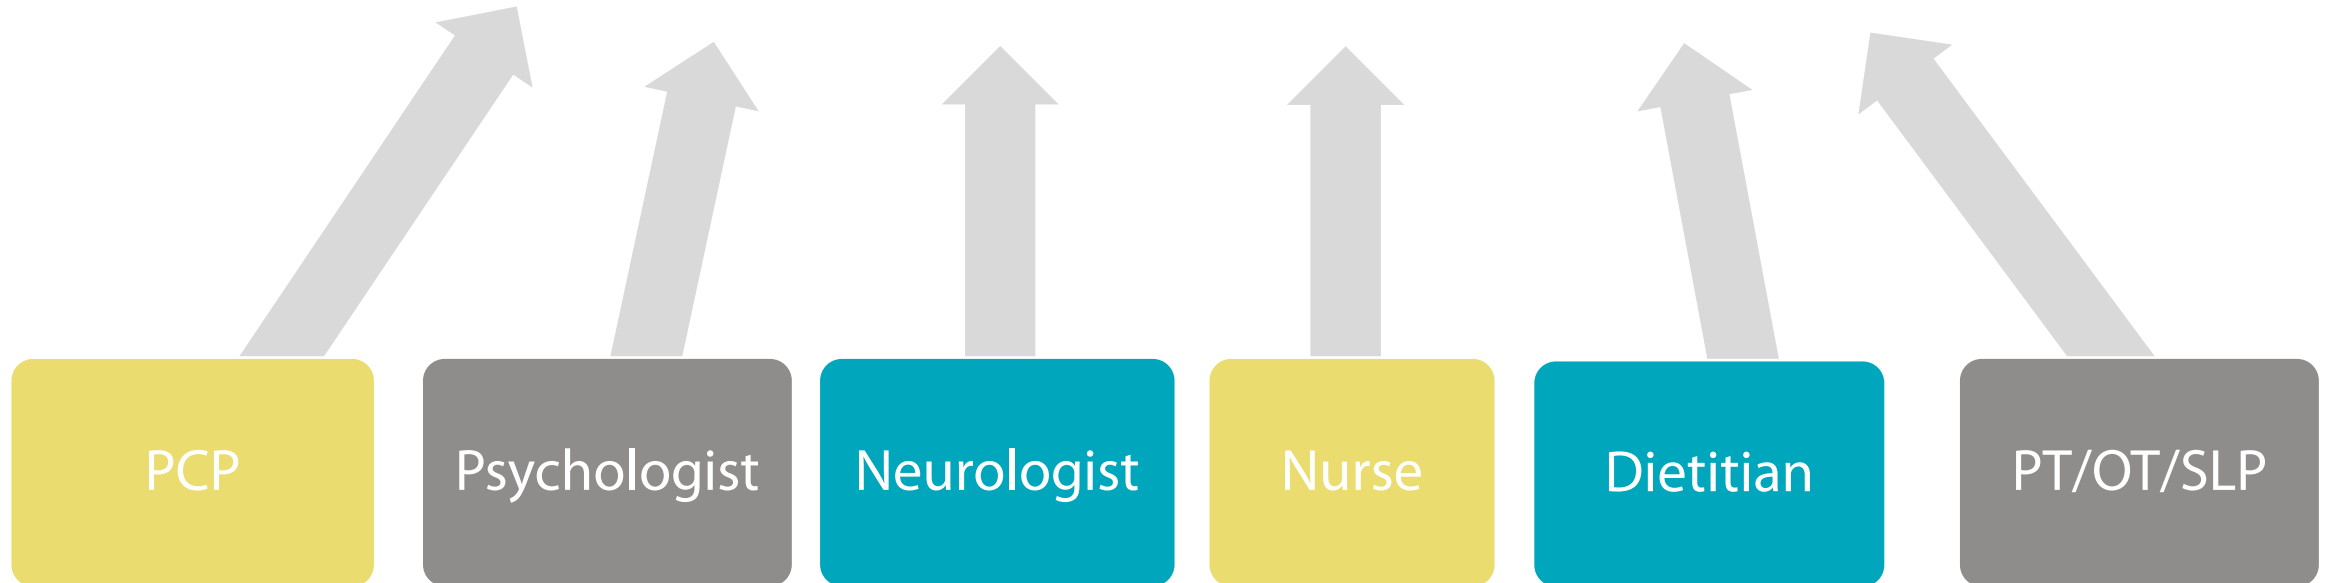 PCP
Psychologist
Neurologist
Nurse
Dietitian
PT/OT/SLP